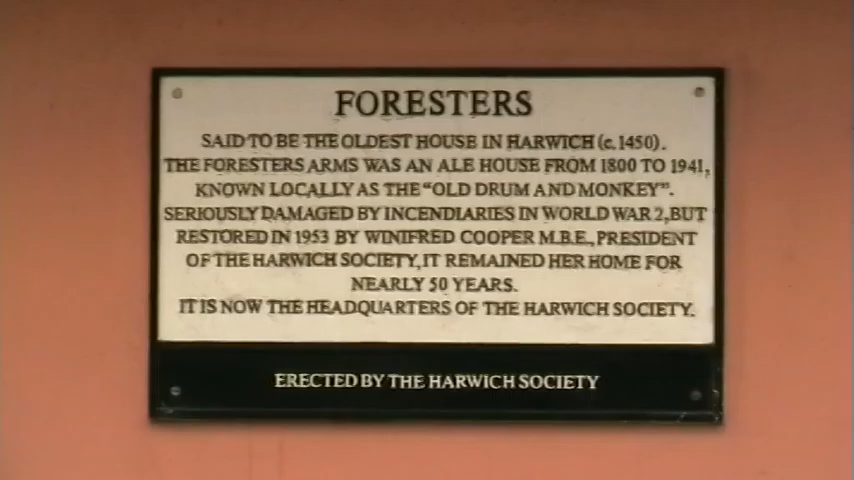 FORESTERS
SAID TO BE THE OLDEST HOUSE IN HARWICH (c.1450).
THE FORESTERS ARMS WAS AN ALE HOUSE FROM 1800 TO 1941,
KNOWN LOCALLY AS THE "OLD DRUM AND MONKEY".
SERIOUSLY DAMAGED BY INCENDIARIES IN WORLD WAR 2, BUT
RESTORED IN 1953 BY WINIFRED COOPER M.B.E., PRESIDENT
OF THE HARWICH SOCIETY, IT REMAINED HER HOME FOR
NEARLY 50 YEARS.
IT IS NOW THE HEADQUARTERS OF THE HARWICH SOCIETY.
ERECTED BY THE HARWICH SOCIETY